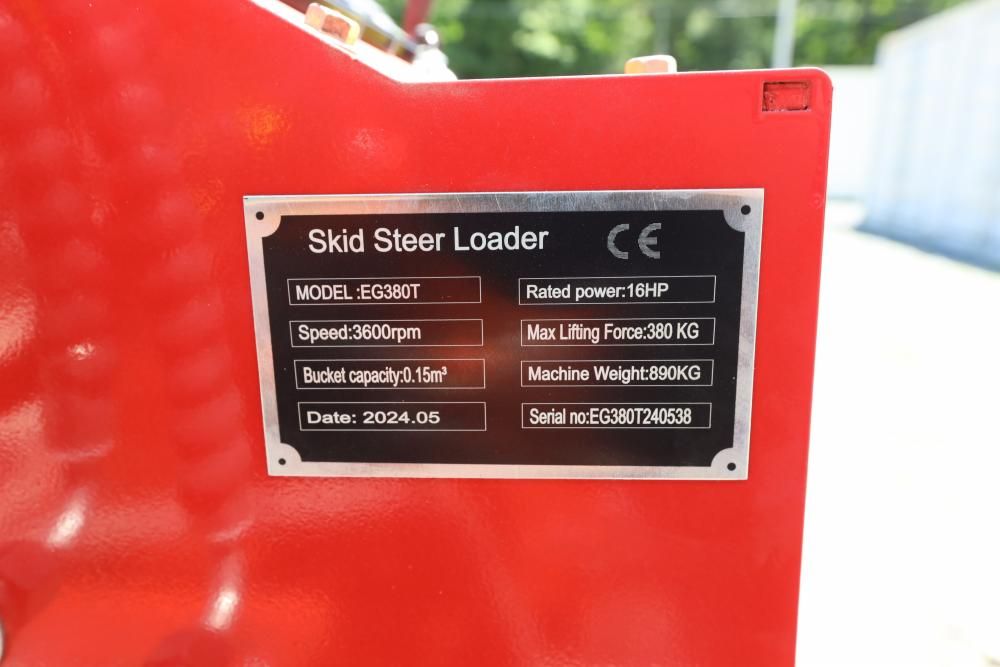 Skid Steer Loader CE
MODEL :EG380T
Rated power:16HP
Speed:3600rpm
Max Lifting Force:380 KG
Bucket capacity:0.15m³
Machine Weight:890KG
Date: 2024.05
Serial no:EG380T240538